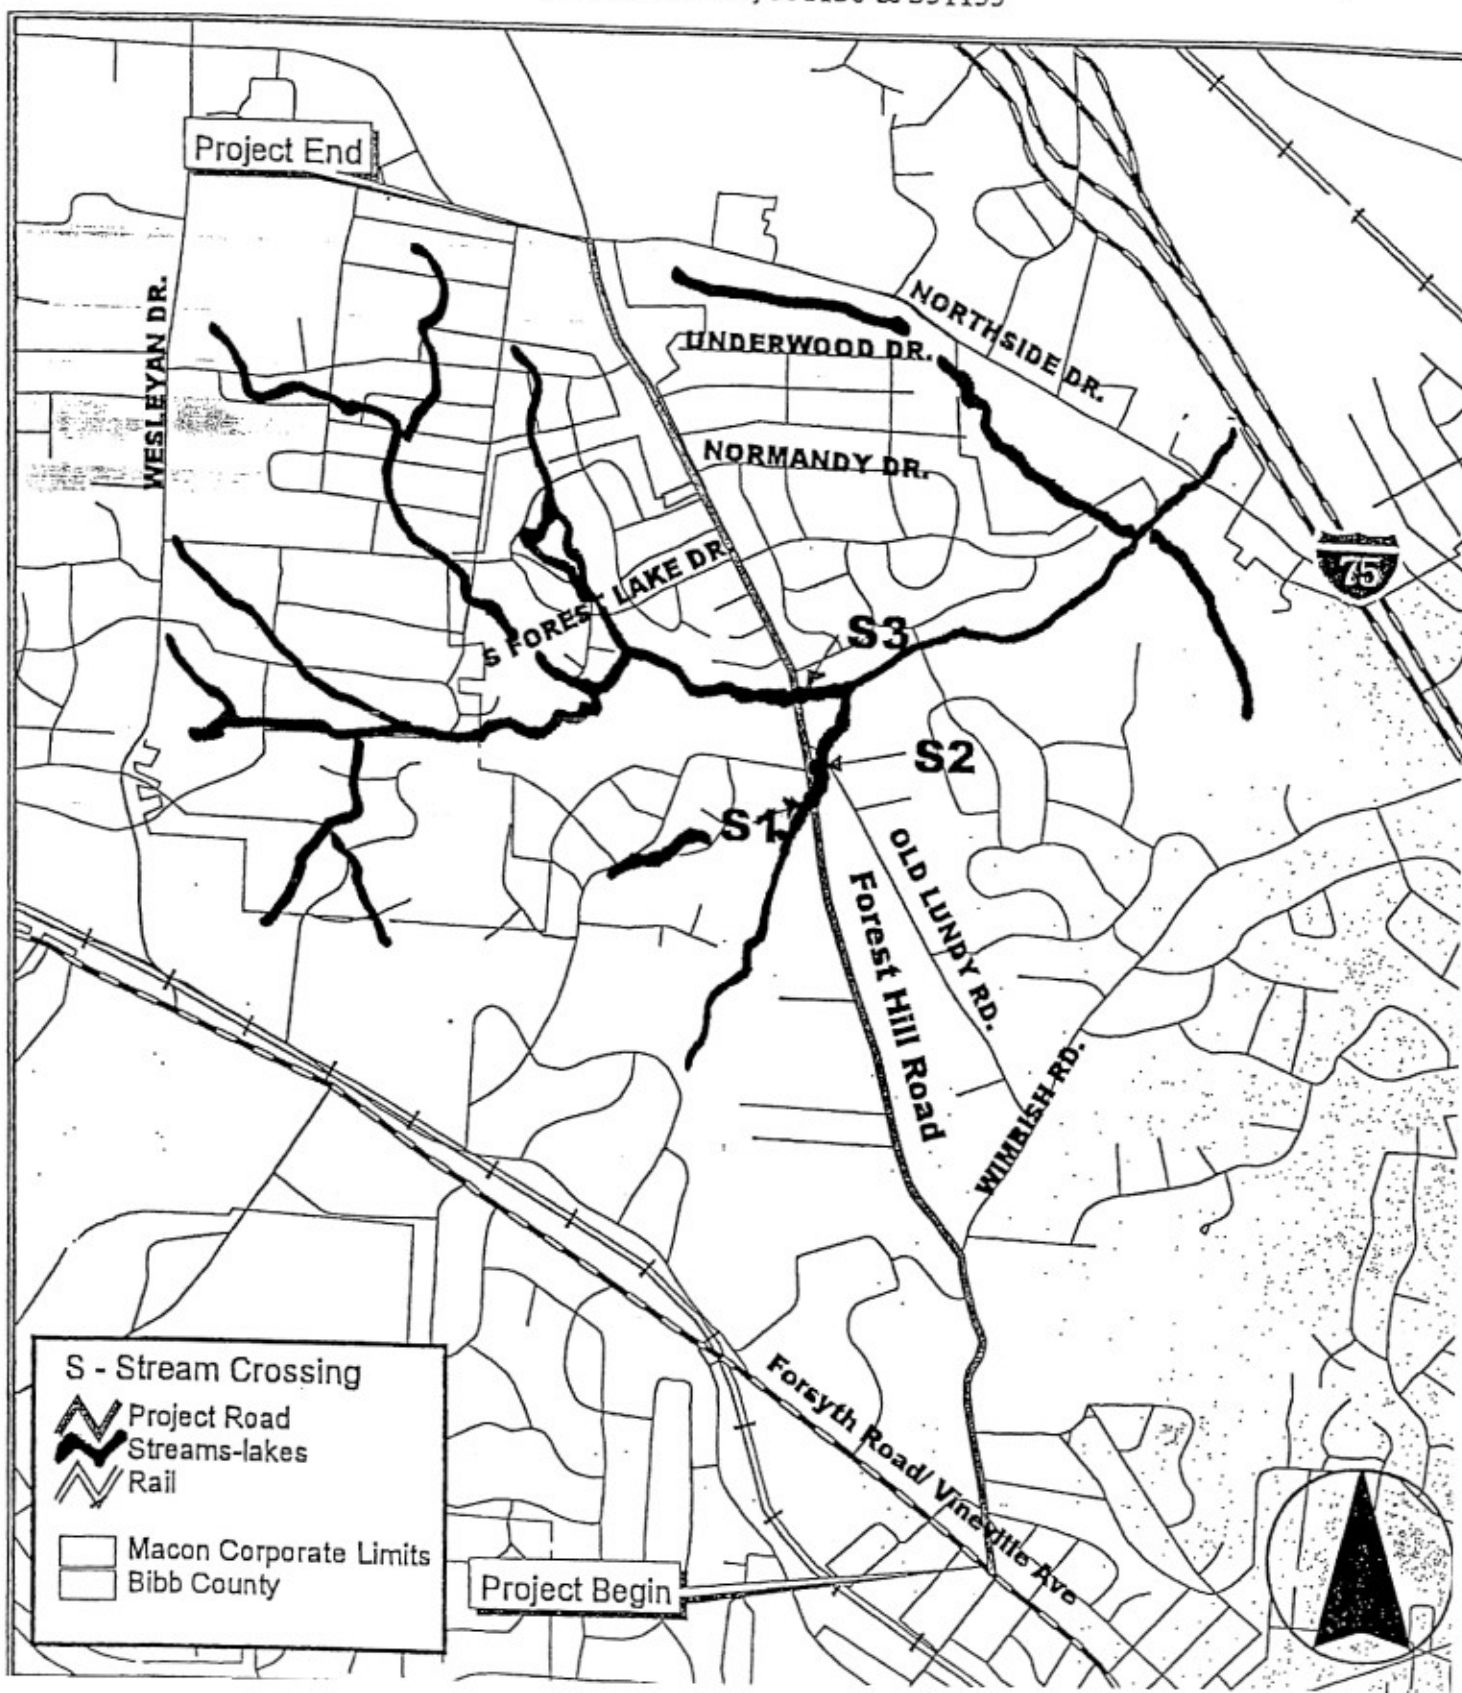 Project End
WESLEYAN DR.
NORTHSIDE DR.
UNDERWOOD DR.
NORMANDY DR.
S FOREST LAKE DR.
75
S3
S2
S1
OLD LUNDY RD.
Forest Hill Road
WIMBISH RD.
Forsyth Road/ Vineville Ave
S - Stream Crossing
Project Road
Streams-lakes
Rail
Macon Corporate Limits
Bibb County
Project Begin